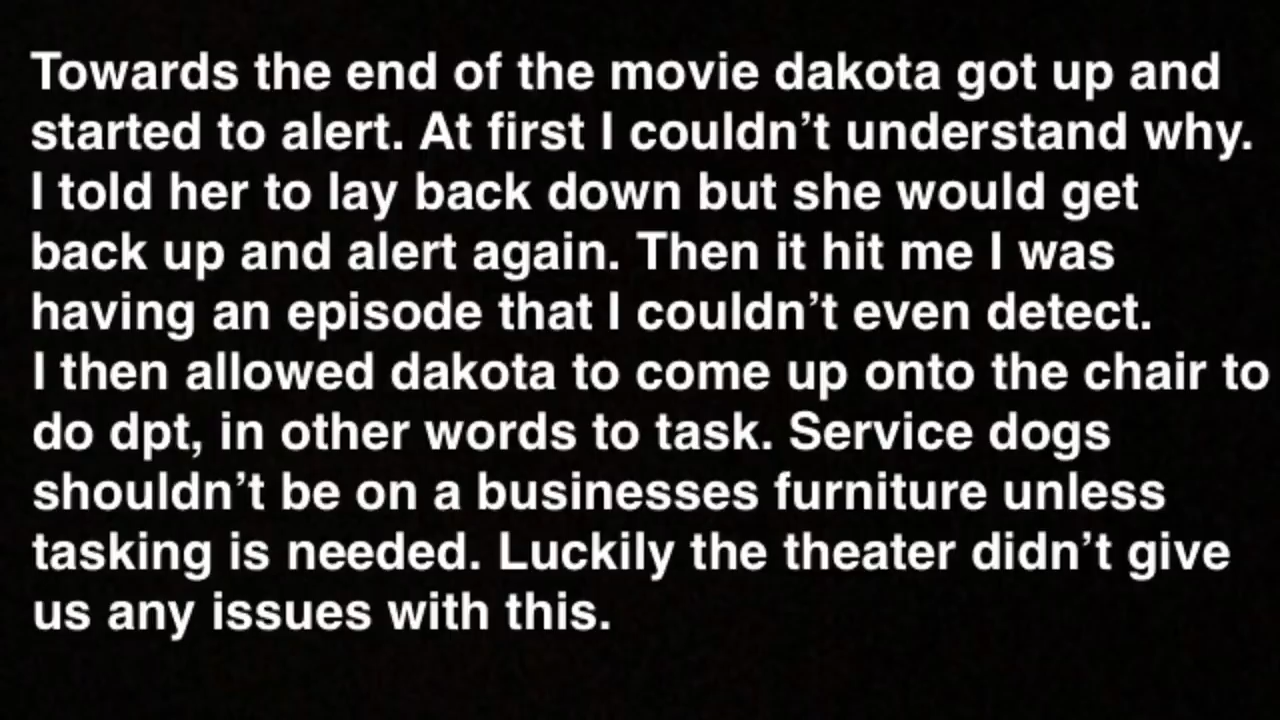 Towards the end of the movie dakota got up and
started to alert. At first I couldn’t understand why.
I told her to lay back down but she would get
back up and alert again. Then it hit me I was
having an episode that I couldn’t even detect.
I then allowed dakota to come up onto the chair to
do dpt, in other words to task. Service dogs
shouldn’t be on a businesses furniture unless
tasking is needed. Luckily the theater didn’t give
us any issues with this.